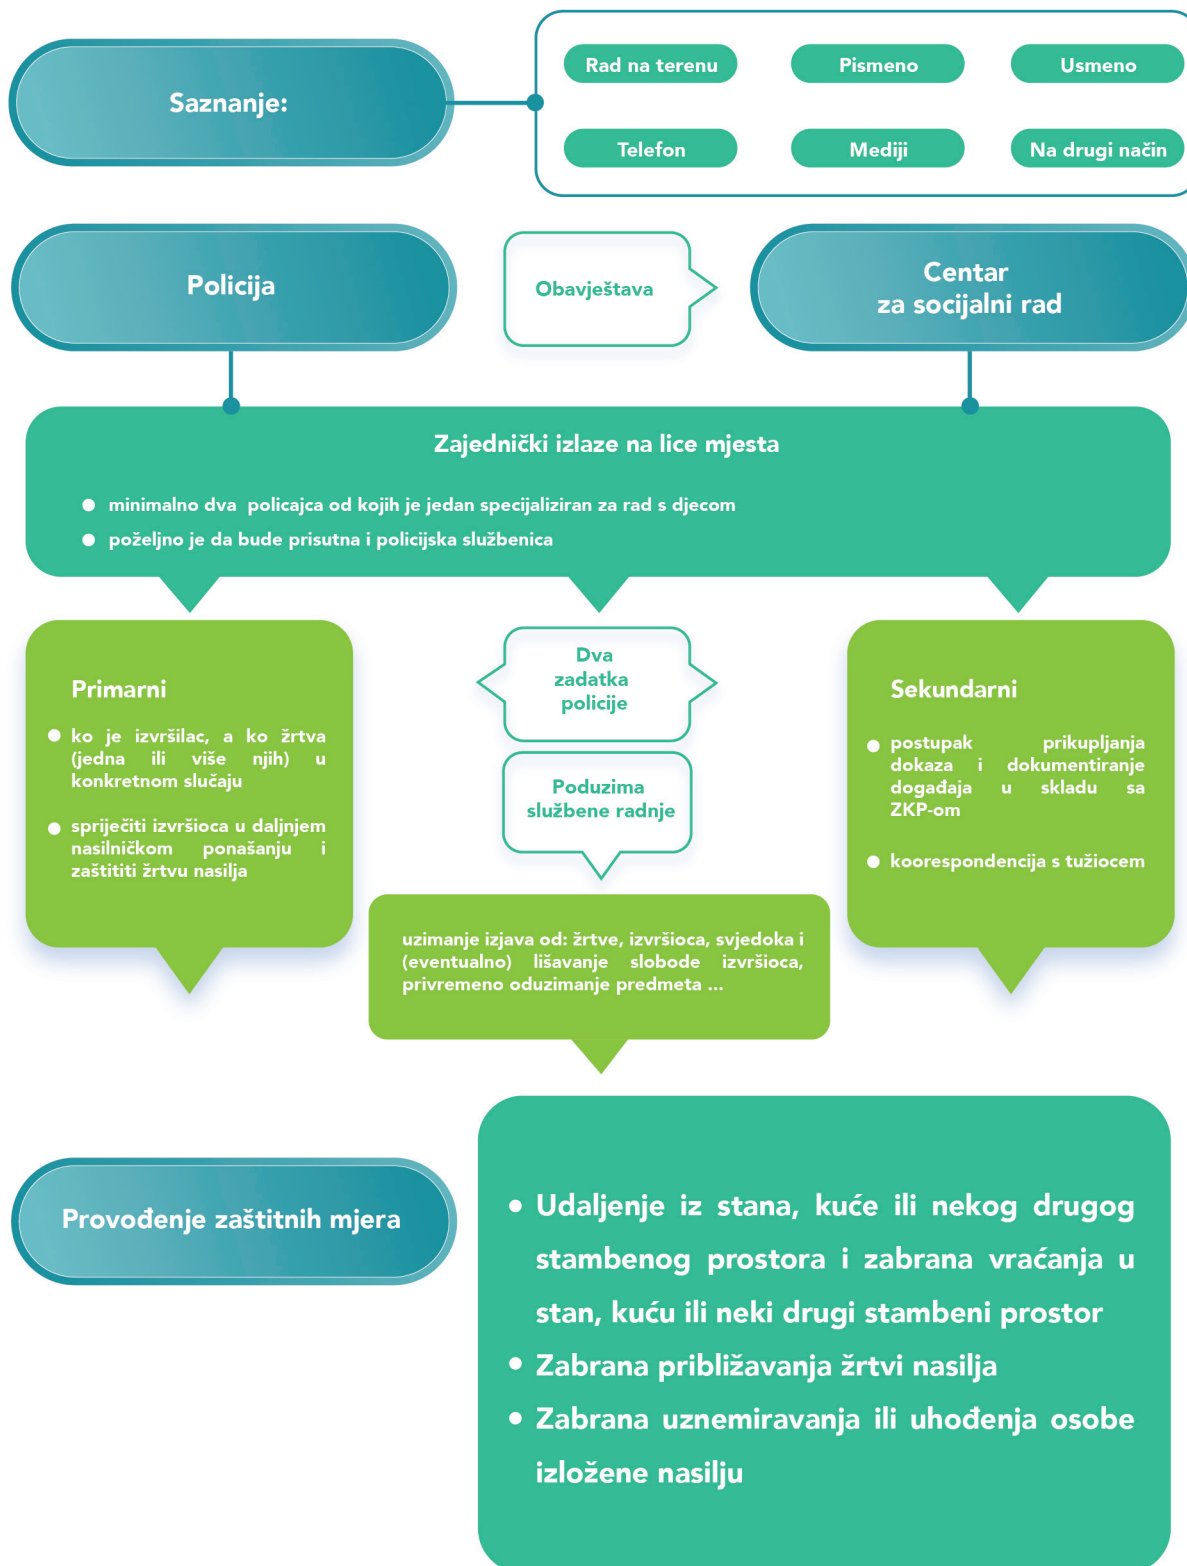 Saznanje:
Rad na terenu
Pismeno
Usmeno
Telefon
Mediji
Na drugi način
Policija
Obavještava
Centar
za socijalni rad
Zajednički izlaze na lice mjesta
minimalno dva policajca od kojih je jedan specijaliziran za rad s djecom
poželjno je da bude prisutna i policijska službenica
Primarni
ko je izvršilac, a ko žrtva
(jedna ili više njih) u
konkretnom slučaju
spriječiti izvršioca u daljnjem
nasilničkom ponašanju i
zaštititi žrtvu nasilja
Dva
zadatka
policije
Poduzima
službene radnje
Sekundarni
postupak prikupljanja
dokaza i dokumentiranje
događaja u skladu sa
ZKP-om
koorespondencija s tužiocem
uzimanje izjava od: žrtve, izvršioca, svjedoka i
(eventualno) lišavanje slobode izvršioca,
privremeno oduzimanje predmeta ...
Provođenje zaštitnih mjera
Udaljenje iz stana, kuće ili nekog drugog
stambenog prostora i zabrana vraćanja u
stan, kuću ili neki drugi stambeni prostor
Zabrana približavanja žrtvi nasilja
Zabrana uznemiravanja ili uhođenja osobe
izložene nasilju